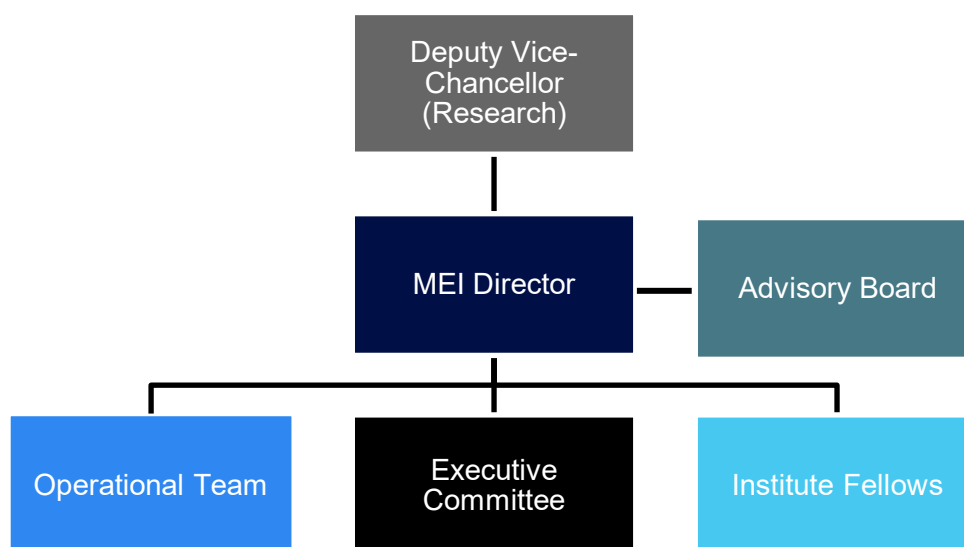 Deputy Vice-
Chancellor
(Research)
MEI Director
Advisory Board
Operational Team
Executive
Committee
Institute Fellows